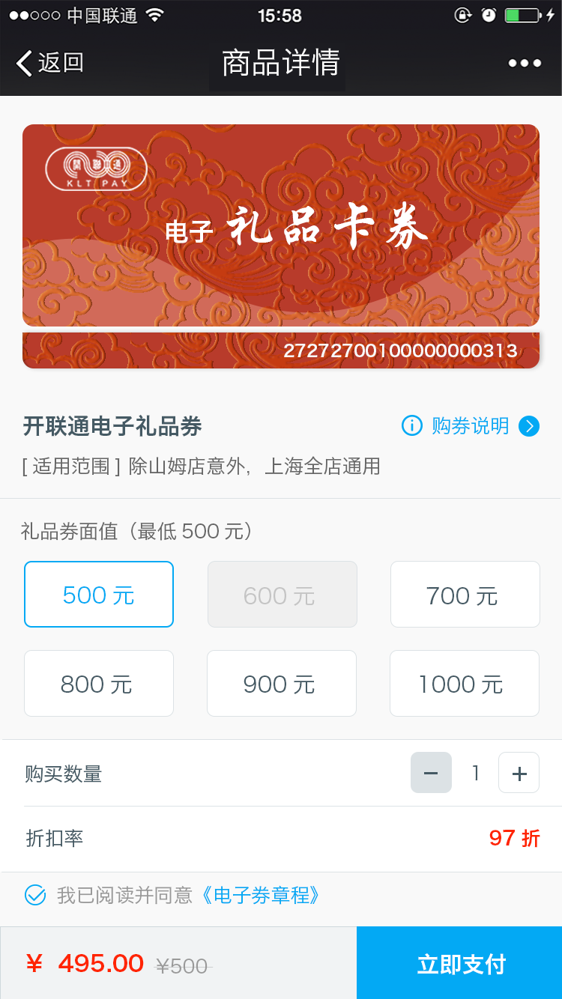 中国联通 15:58
返回 商品详情
開聯通
KLT PAY
电子 礼品卡券
27272700100000000313
开联通电子礼品券 购券说明
[ 适用范围 ] 除山姆店意外，上海全店通用
礼品券面值（最低 500 元）
500 元 600 元 700 元
800 元 900 元 1000 元
购买数量 − 1 +
折扣率 97 折
我已阅读并同意《电子券章程》
¥ 495.00 ¥500 立即支付